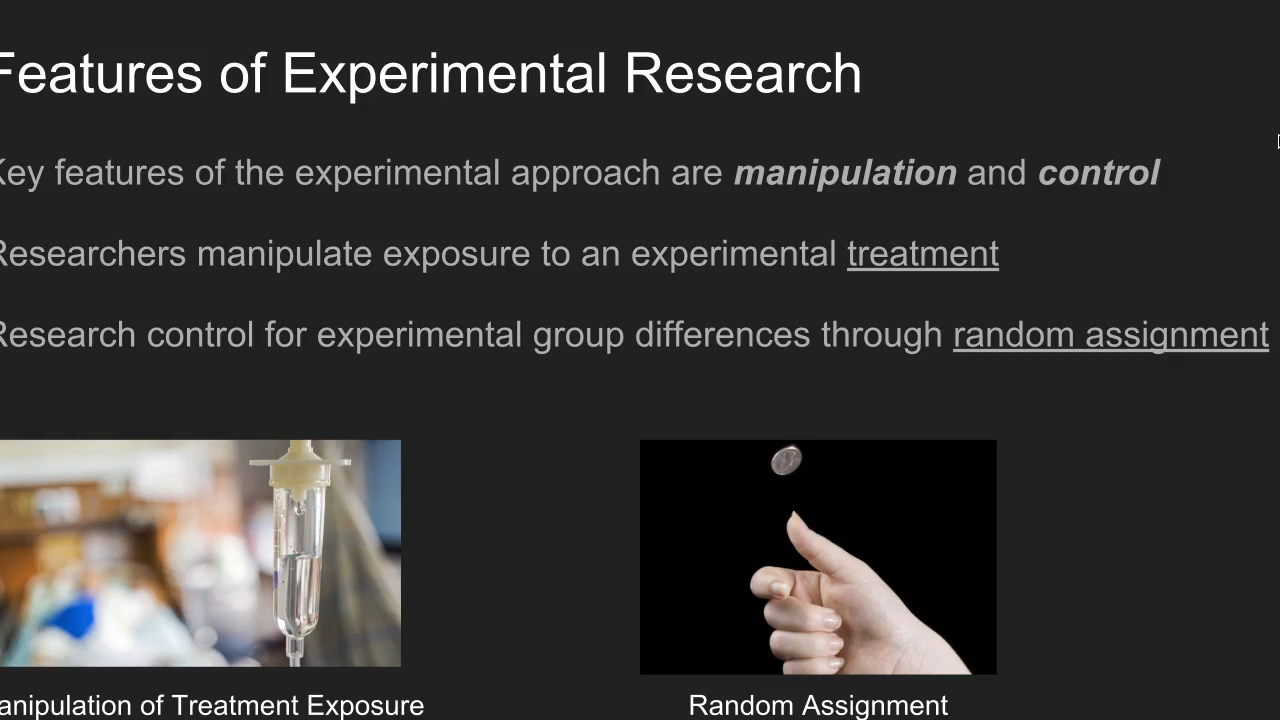 Features of Experimental Research
Key features of the experimental approach are manipulation and control
Researchers manipulate exposure to an experimental treatment
Research control for experimental group differences through random assignment
anipulation of Treatment Exposure
Random Assignment